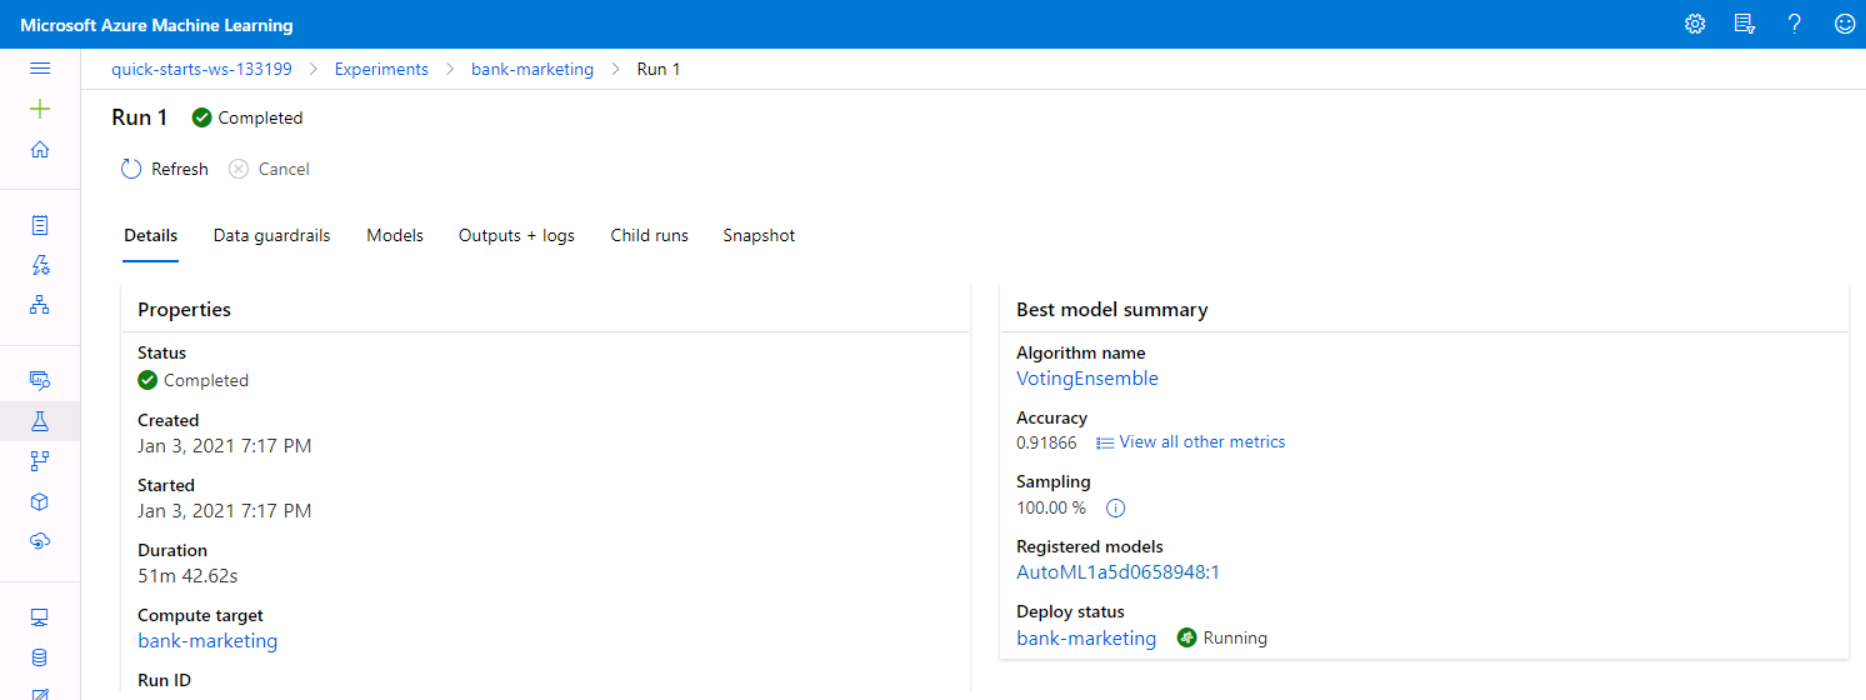 Microsoft Azure Machine Learning
quick-starts-ws-133199 > Experiments > bank-marketing > Run 1
Run 1 Completed
Refresh Cancel
Details Data guardrails Models Outputs + logs Child runs Snapshot
Properties
Status
Completed
Created
Jan 3, 2021 7:17 PM
Started
Jan 3, 2021 7:17 PM
Duration
51m 42.62s
Compute target
bank-marketing
Run ID
Best model summary
Algorithm name
VotingEnsemble
Accuracy
0.91866 View all other metrics
Sampling
100.00 %
Registered models
AutoML1a5d0658948:1
Deploy status
bank-marketing Running